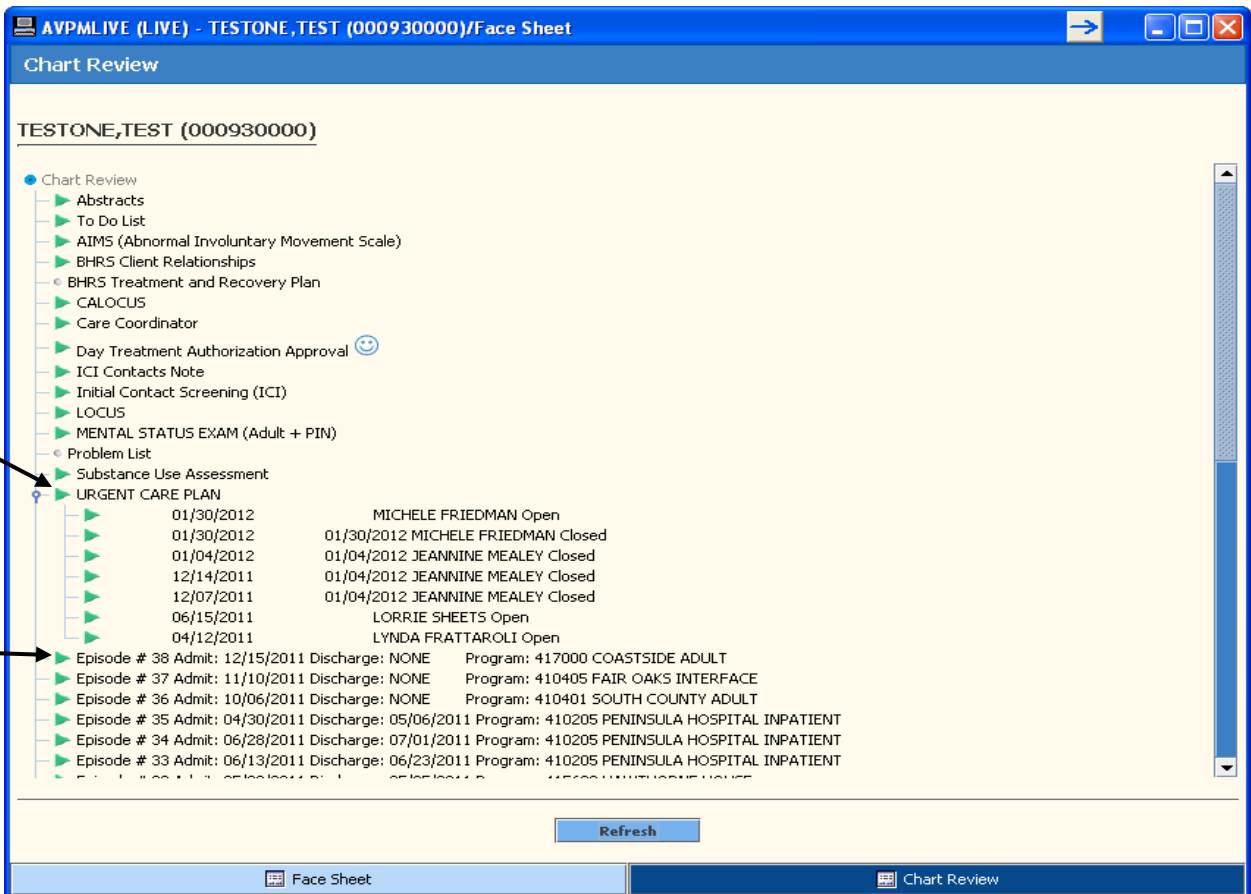 AVPMLIVE (LIVE) - TESTONE,TEST (000930000)/Face Sheet
Chart Review
TESTONE,TEST (000930000)
Chart Review
Abstracts
To Do List
AIMS (Abnormal Involuntary Movement Scale)
BHRS Client Relationships
BHRS Treatment and Recovery Plan
CALOCUS
Care Coordinator
Day Treatment Authorization Approval
ICI Contacts Note
Initial Contact Screening (ICI)
LOCUS
MENTAL STATUS EXAM (Adult + PIN)
Problem List
Substance Use Assessment
URGENT CARE PLAN
01/30/2012 MICHELE FRIEDMAN Open
01/30/2012 01/30/2012 MICHELE FRIEDMAN Closed
01/04/2012 01/04/2012 JEANNINE MEALEY Closed
12/14/2011 01/04/2012 JEANNINE MEALEY Closed
12/07/2011 01/04/2012 JEANNINE MEALEY Closed
06/15/2011 LORRIE SHEETS Open
04/12/2011 LYNDA FRATTAROLI Open
Episode # 38 Admit: 12/15/2011 Discharge: NONE Program: 417000 COASTSIDE ADULT
Episode # 37 Admit: 11/10/2011 Discharge: NONE Program: 410405 FAIR OAKS INTERFACE
Episode # 36 Admit: 10/06/2011 Discharge: NONE Program: 410401 SOUTH COUNTY ADULT
Episode # 35 Admit: 04/30/2011 Discharge: 05/06/2011 Program: 410205 PENINSULA HOSPITAL INPATIENT
Episode # 34 Admit: 06/28/2011 Discharge: 07/01/2011 Program: 410205 PENINSULA HOSPITAL INPATIENT
Episode # 33 Admit: 06/13/2011 Discharge: 06/23/2011 Program: 410205 PENINSULA HOSPITAL INPATIENT
Refresh
Face Sheet
Chart Review